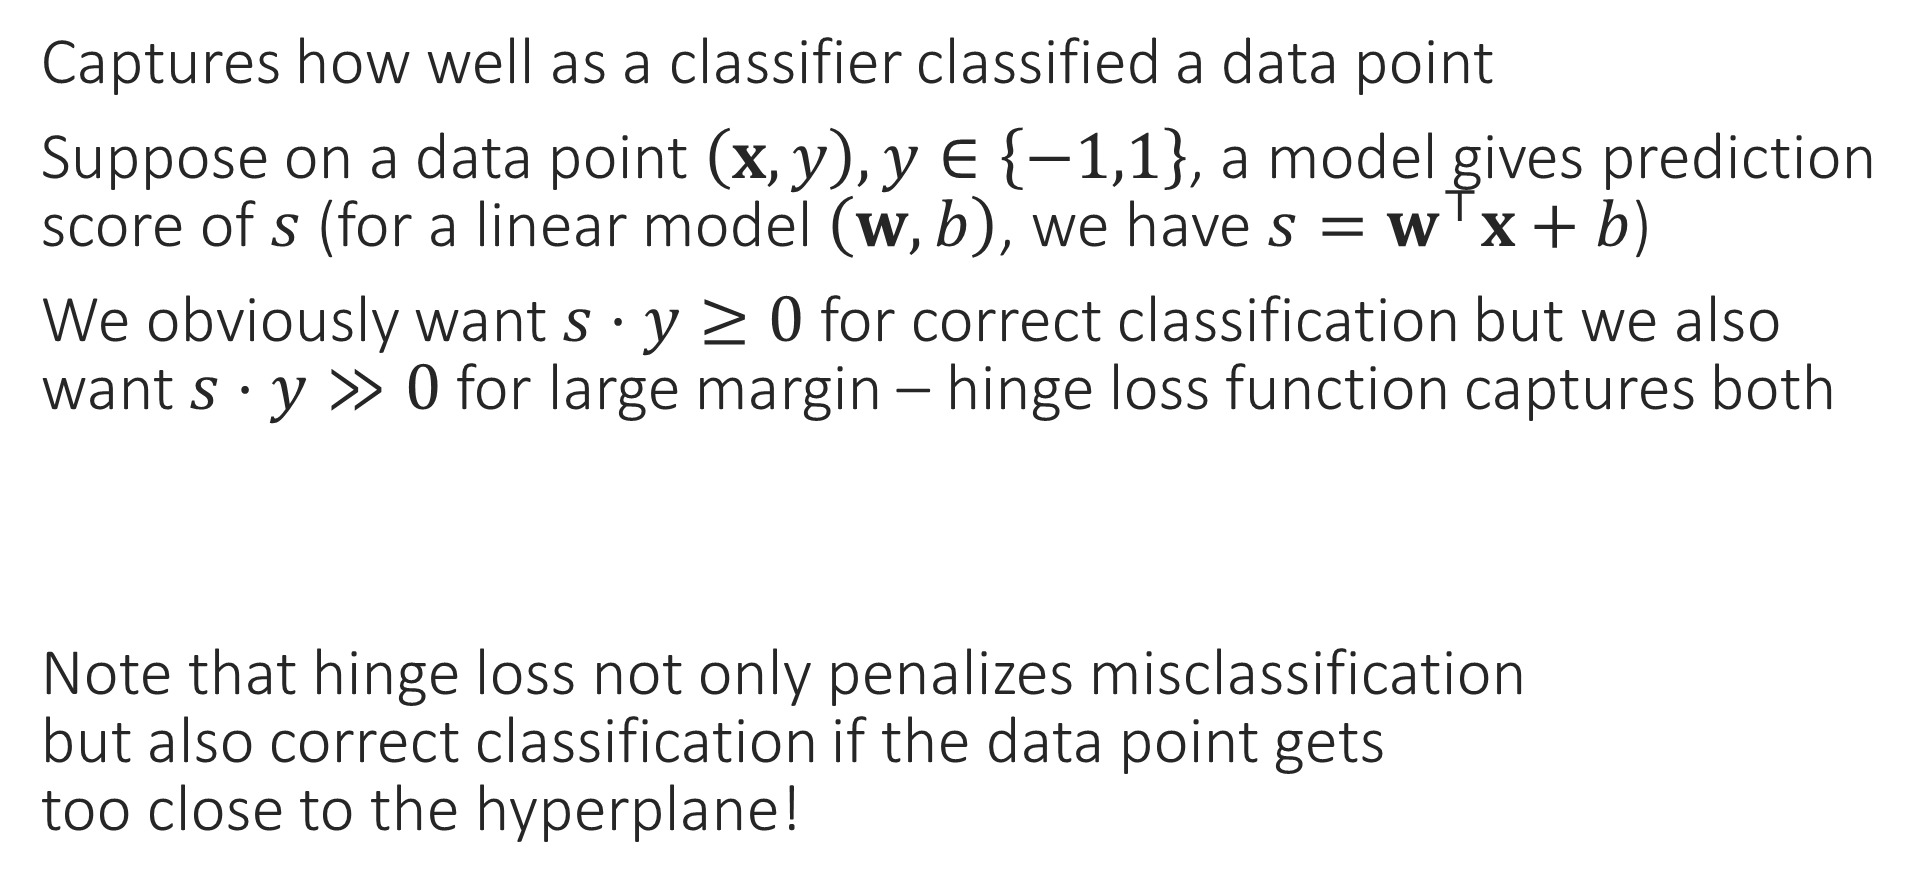 Captures how well as a classifier classified a data point
Suppose on a data point (𝐱, 𝑦), 𝑦 ∈ {−1,1}, a model gives prediction
score of 𝑠 (for a linear model (𝐰, 𝑏), we have 𝑠 = 𝐰⊤𝐱 + 𝑏)
We obviously want 𝑠 ⋅ 𝑦 ≥ 0 for correct classification but we also
want 𝑠 ⋅ 𝑦 ≫ 0 for large margin – hinge loss function captures both
Note that hinge loss not only penalizes misclassification
but also correct classification if the data point gets
too close to the hyperplane!